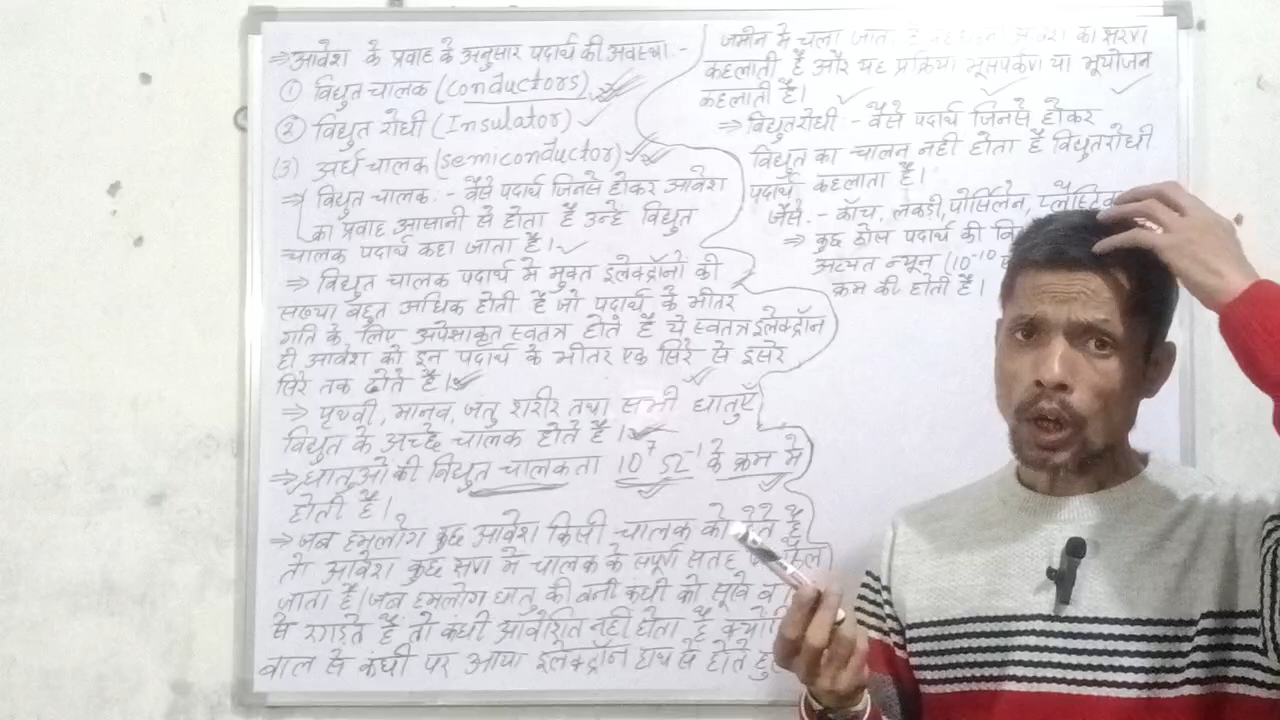 ⇒ आवेश के प्रवाह के अनुसार पदार्थ की अवस्था :-
① विद्युत चालक (conductors)
② विद्युत रोधी (Insulator)
(3) अर्ध चालक (semiconductor)
⇒ विद्युत चालक :- वैसे पदार्थ जिनसे होकर आवेश
का प्रवाह आसानी से होता है उन्हें विद्युत
चालक पदार्थ कहा जाता है।
⇒ विद्युत चालक पदार्थ मे मुक्त इलेक्ट्रॉनों की
संख्या बहुत अधिक होती है जो पदार्थ के भीतर
गति के लिए अपेक्षाकृत स्वतंत्र होते है ये स्वतंत्र इलेक्ट्रॉन
ही आवेश को इन पदार्थ के भीतर एक सिरे से दूसरे
सिरे तक ढोते है।
⇒ पृथ्वी, मानव, जंतु शरीर तथा सभी धातुएँ
विद्युत के अच्छे चालक होते है।
⇒ धातुओ की विद्युत चालकता 10⁷ Ω⁻¹ के क्रम मे
होती है।
⇒ जब हमलोग कुछ आवेश किसी चालक को देते है
तो आवेश कुछ क्षण मे चालक के संपूर्ण सतह फैल
जाता है। जब हमलोग धातु की बनी कंघी को सूखे
से रगड़ते है तो कंघी आवेशित नही होता है
बाल से कंघी पर आया इलेक्ट्रॉन हाथ से होते
जमीन मे चला का क्षरण
कहलाती है और यह प्रक्रिया भूसंपर्कण या भूयोजन
कहलाती है।
⇒ विद्युतरोधी :- वैसे पदार्थ जिनसे होकर
विद्युत का चालन नही होता है विद्युतरोधी
पदार्थ कहलाता है।
जैसे :- काँच, लकडी, पोर्सिलेन, प्लैस्टिक
⇒ कुछ ठोस पदार्थ की
अत्यंत न्यून (10⁻¹⁰
क्रम की होती है।